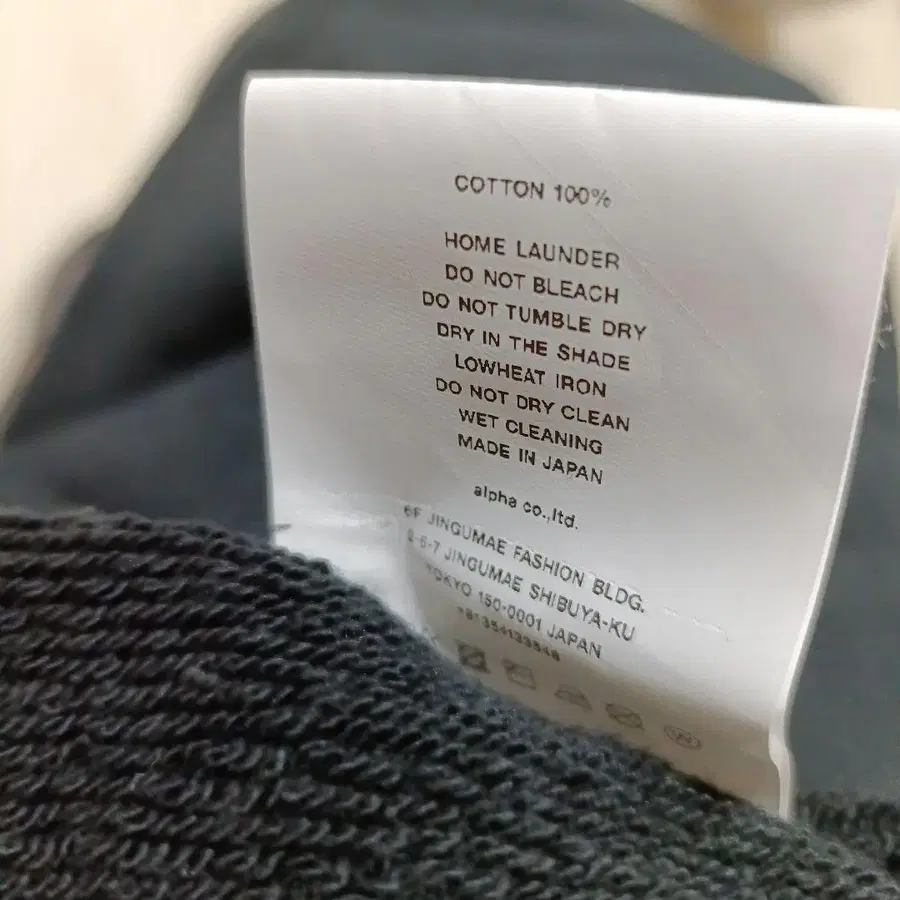 COTTON 100%
HOME LAUNDER
DO NOT BLEACH
DO NOT TUMBLE DRY
DRY IN THE SHADE
LOWHEAT IRON
DO NOT DRY CLEAN
WET CLEANING
MADE IN JAPAN
alpha co.,ltd.
6F JINGUMAE FASHION BLDG.
JINGUMAE SHIBUYA-KU
TOKYO 150-0001 JAPAN
W